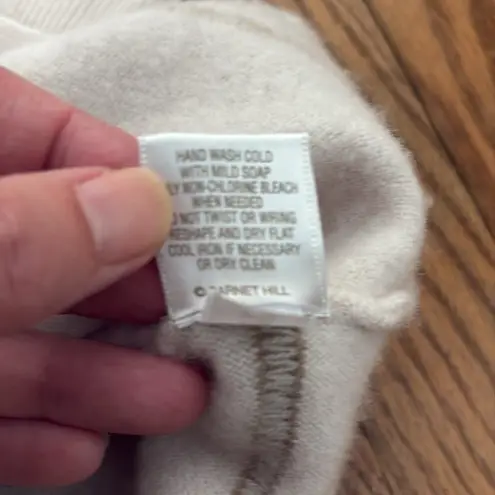 HAND WASH COLD
WITH MILD SOAP
LY NON-CHLORINE BLEACH
WHEN NEEDED
O NOT TWIST OR WRING
RESHAPE AND DRY FLAT
COOL IRON IF NECESSARY
OR DRY CLEAN
© GARNET HILL